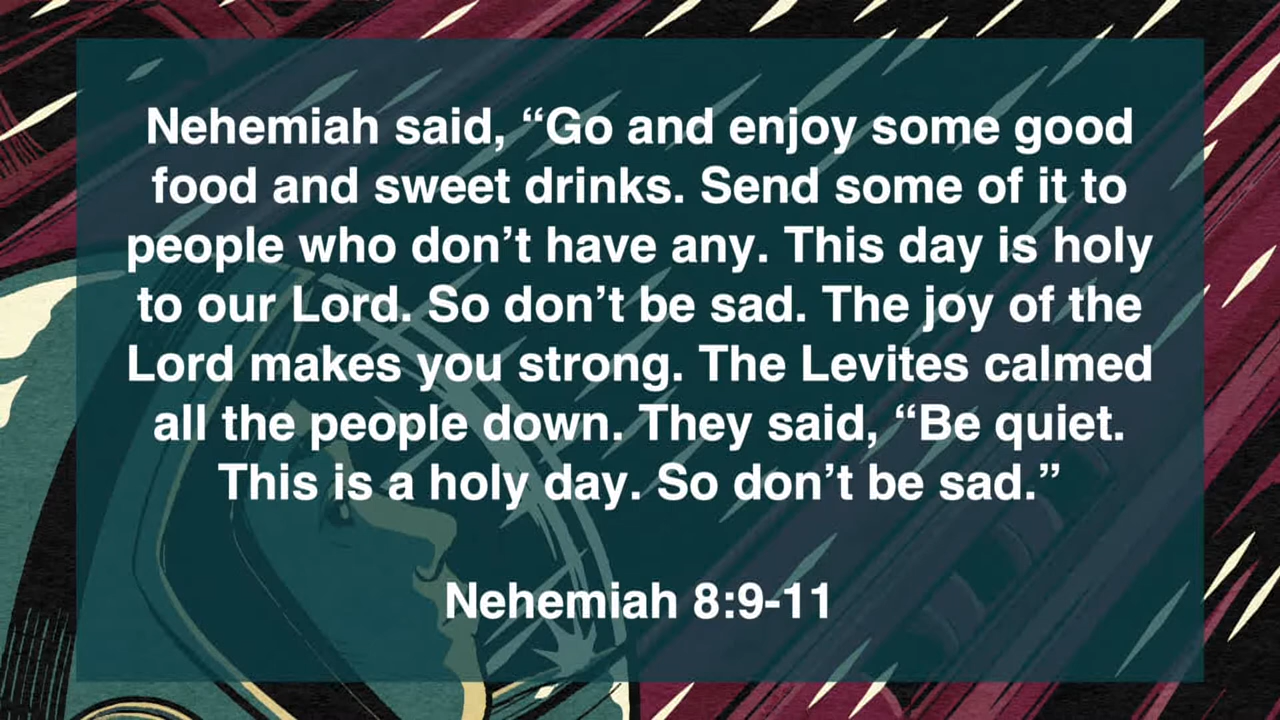 Nehemiah said, “Go and enjoy some good
food and sweet drinks. Send some of it to
people who don’t have any. This day is holy
to our Lord. So don’t be sad. The joy of the
Lord makes you strong. The Levites calmed
all the people down. They said, “Be quiet.
This is a holy day. So don’t be sad.”
Nehemiah 8:9-11